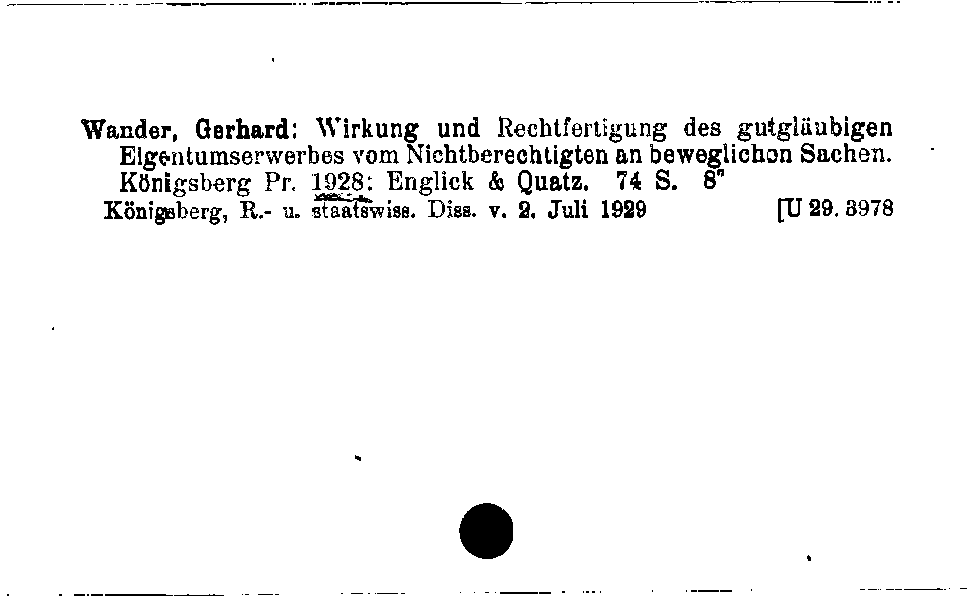 Wander, Gerhard: Wirkung und Rechtfertigung des gutgläubigen
Eigentumserwerbes vom Nichtberechtigten an beweglichen Sachen.
Königsberg Pr. 1928: Englick & Quatz. 74 S. 8"
Königsberg, R.- u. staatswiss. Diss. v. 2. Juli 1929 [U 29. 3978